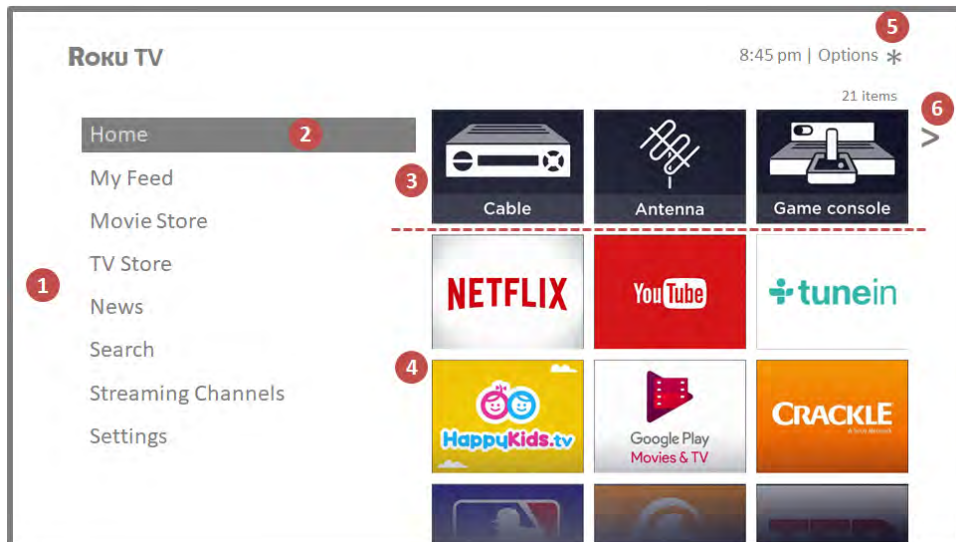 5
Roku TV
8:45 pm | Options *
21 items
6
Home 2
My Feed
Movie Store
TV Store
News
Search
Streaming Channels
Settings
1
3
Cable
Antenna
Game console
>
NETFLIX
You Tube
tunein
4
HappyKids.tv
Google Play
Movies & TV
CRACKLE